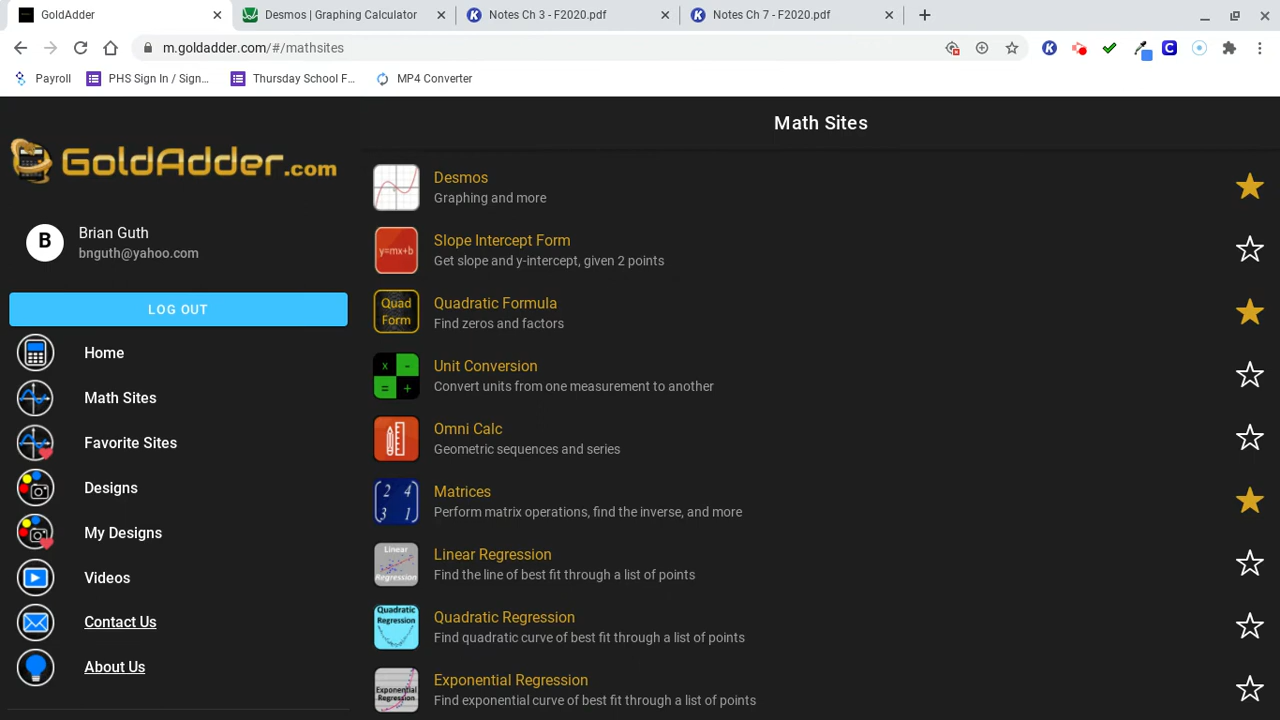 GoldAdder
Desmos | Graphing Calculator
Notes Ch 3 - F2020.pdf
Notes Ch 7 - F2020.pdf
m.goldadder.com/#/mathsites
Payroll
PHS Sign In / Sign...
Thursday School F...
MP4 Converter
GoldAdder.com
B
Brian Guth
bnguth@yahoo.com
LOG OUT
Home
Math Sites
Favorite Sites
Designs
My Designs
Videos
Contact Us
About Us
Math Sites
Desmos
Graphing and more
y=mx+b
Slope Intercept Form
Get slope and y-intercept, given 2 points
Quad
Form
Quadratic Formula
Find zeros and factors
x -
= +
Unit Conversion
Convert units from one measurement to another
Omni Calc
Geometric sequences and series
2 4
3 1
Matrices
Perform matrix operations, find the inverse, and more
Linear
Regression
Linear Regression
Find the line of best fit through a list of points
Quadratic
Regression
Quadratic Regression
Find quadratic curve of best fit through a list of points
Exponential
Regression
Exponential Regression
Find exponential curve of best fit through a list of points